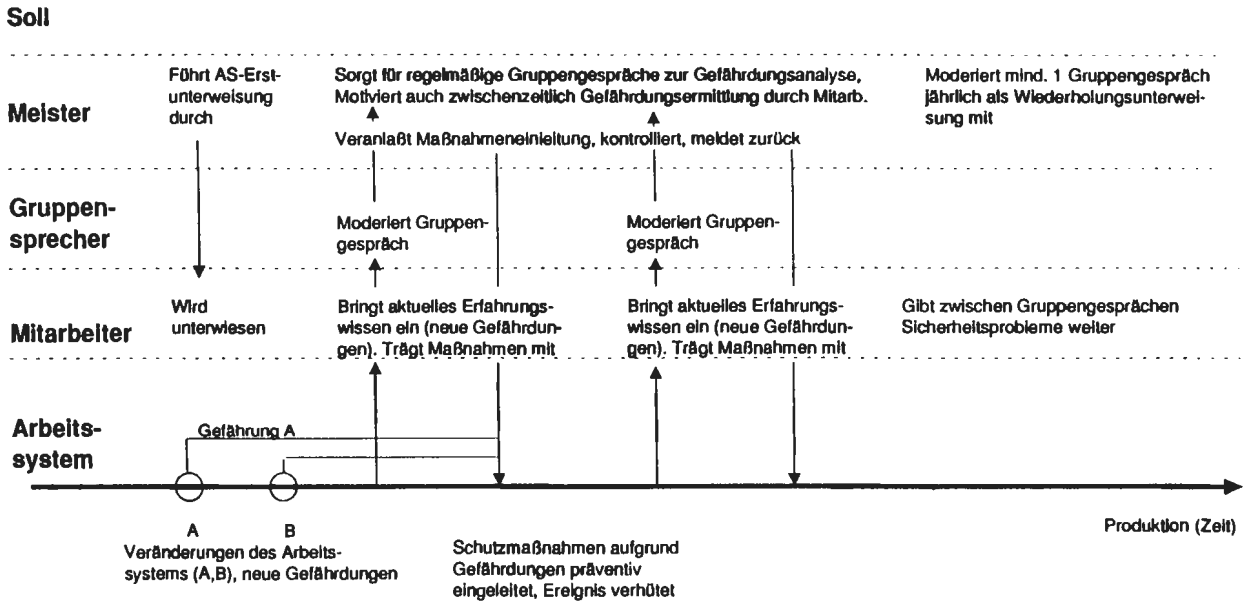 Soll
Meister
Führt AS-Erst-
unterweisung
durch
Sorgt für regelmäßige Gruppengespräche zur Gefährdungsanalyse,
Motiviert auch zwischenzeitlich Gefährdungsermittlung durch Mitarb.
Veranlaßt Maßnahmeneinleitung, kontrolliert, meldet zurück
Moderiert mind. 1 Gruppengespräch
jährlich als Wiederholungsunterwei-
sung mit
Gruppen-
sprecher
Moderiert Gruppen-
gespräch
Moderiert Gruppen-
gespräch
Mitarbeiter
Wird
unterwiesen
Bringt aktuelles Erfahrungs-
wissen ein (neue Gefährdun-
gen). Trägt Maßnahmen mit
Bringt aktuelles Erfahrungs-
wissen ein (neue Gefährdun-
gen). Trägt Maßnahmen mit
Gibt zwischen Gruppengesprächen
Sicherheitsprobleme weiter
Arbeits-
system
Gefährung A
A
B
Produktion (Zeit)
Veränderungen des Arbeits-
systems (A,B), neue Gefährdungen
Schutzmaßnahmen aufgrund
Gefährdungen präventiv
eingeleitet, Ereignis verhütet